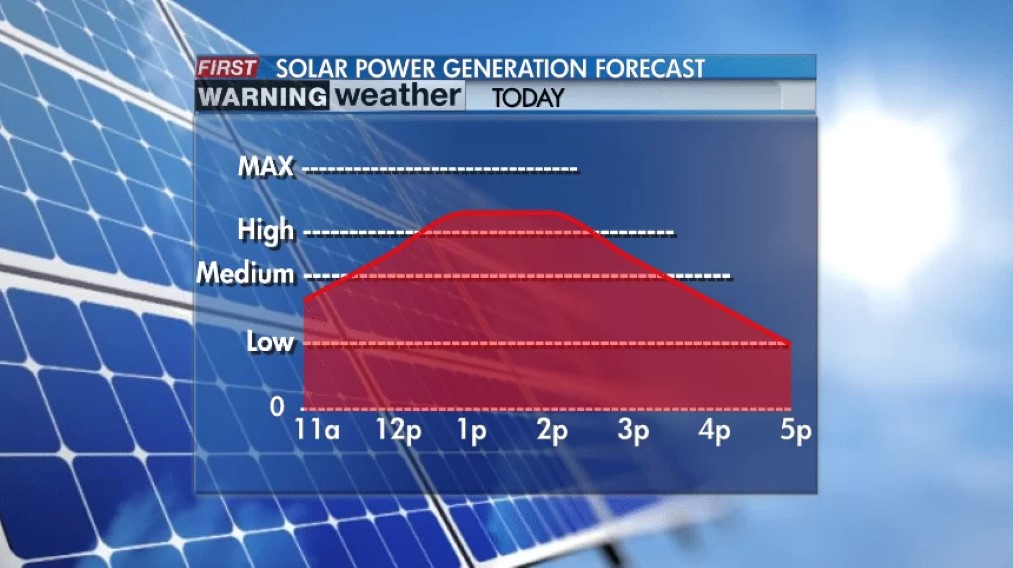 FIRST SOLAR POWER GENERATION FORECAST
WARNING weather TODAY
MAX
High
Medium
Low
0
11a 12p 1p 2p 3p 4p 5p